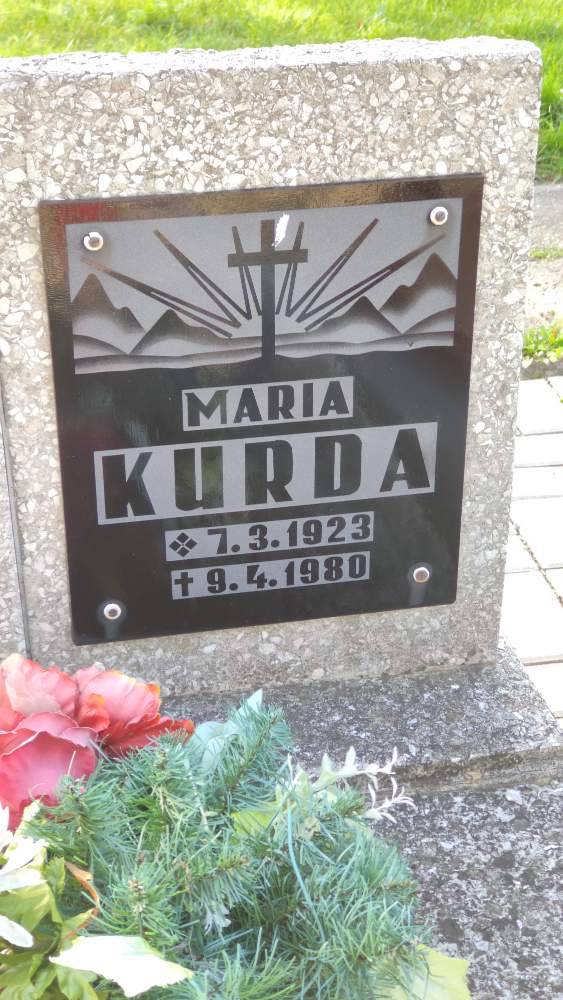 MARIA
KURDA
❖ 7.3.1923
✝ 9.4.1980